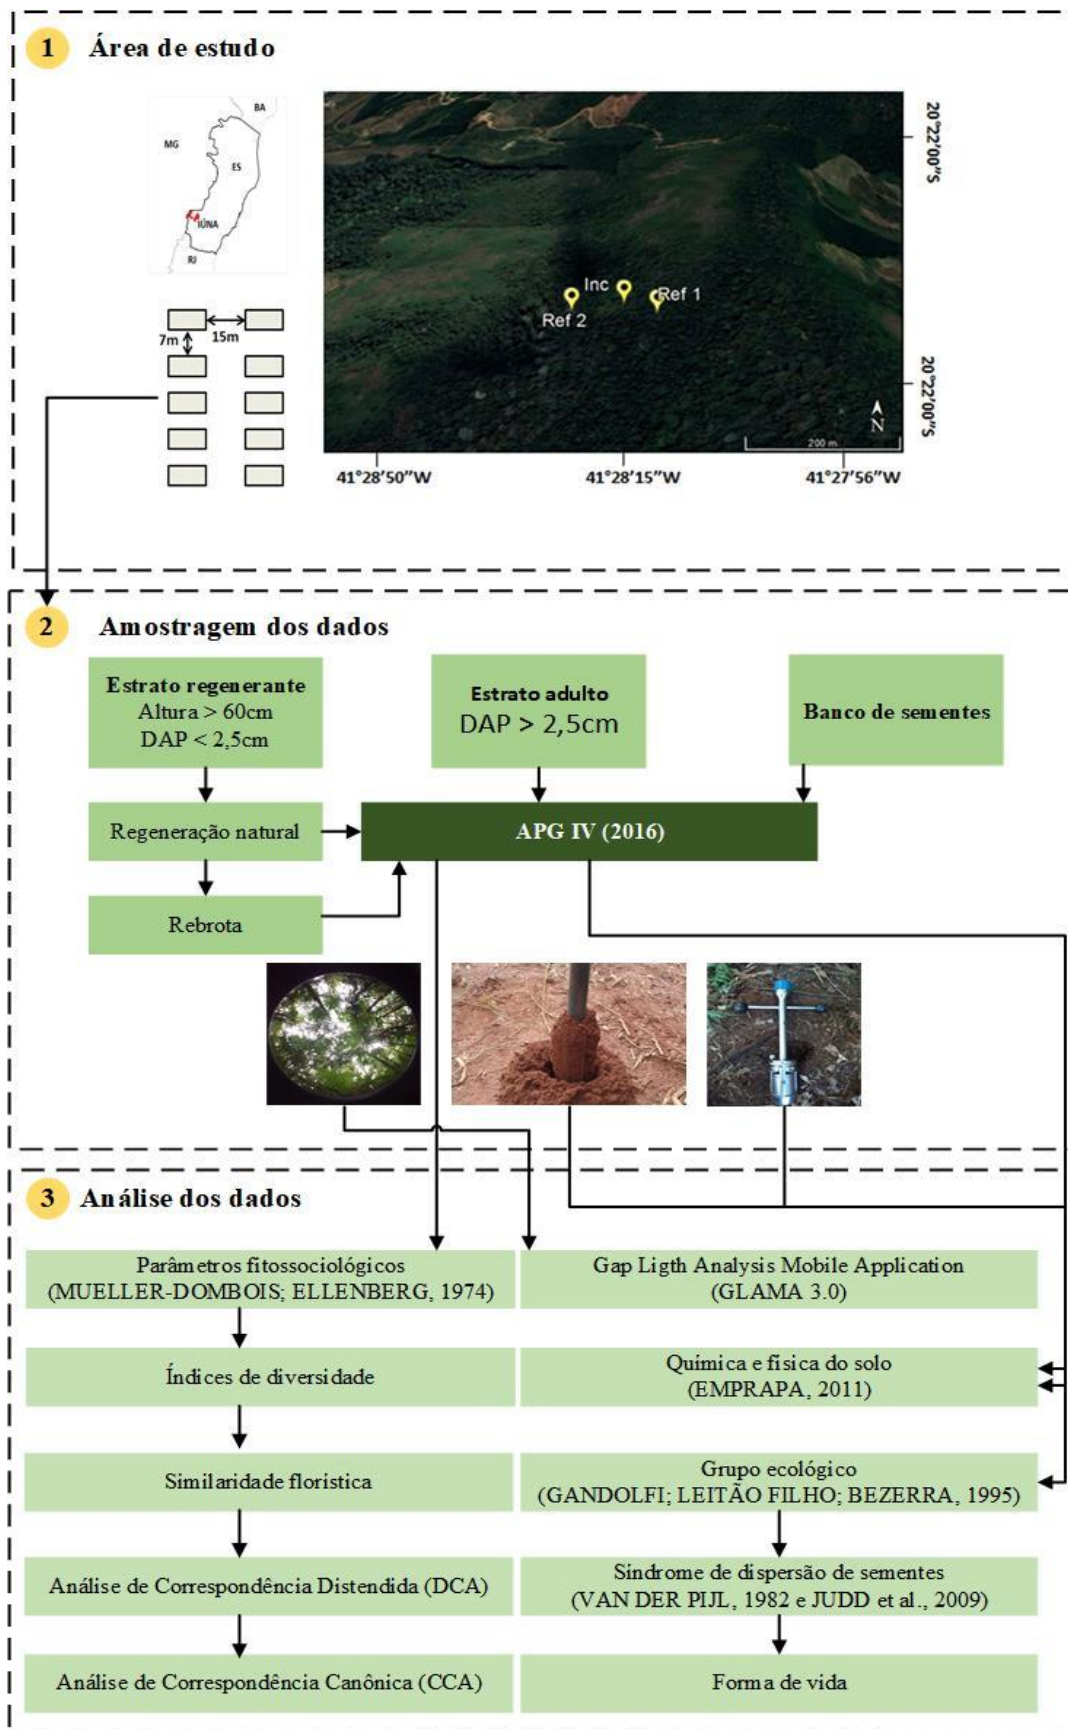 1 Área de estudo
BA
MG
ES
IÚNA
RJ
7m
15m
Inc
Ref 1
Ref 2
N
200 m
20°22'00"S
20°22'00"S
41°28'50"W
41°28'15"W
41°27'56"W
2 Amostragem dos dados
Estrato regenerante
Altura > 60cm
DAP < 2,5cm
Estrato adulto
DAP > 2,5cm
Banco de sementes
Regeneração natural
APG IV (2016)
Rebrota
3 Análise dos dados
Parâmetros fitossociológicos
(MUELLER-DOMBOIS; ELLENBERG, 1974)
Gap Ligth Analysis Mobile Application
(GLAMA 3.0)
Índices de diversidade
Química e física do solo
(EMPRAPA, 2011)
Similaridade florística
Grupo ecológico
(GANDOLFI; LEITÃO FILHO; BEZERRA, 1995)
Análise de Correspondência Distendida (DCA)
Síndrome de dispersão de sementes
(VAN DER PIJL, 1982 e JUDD et al., 2009)
Análise de Correspondência Canônica (CCA)
Forma de vida